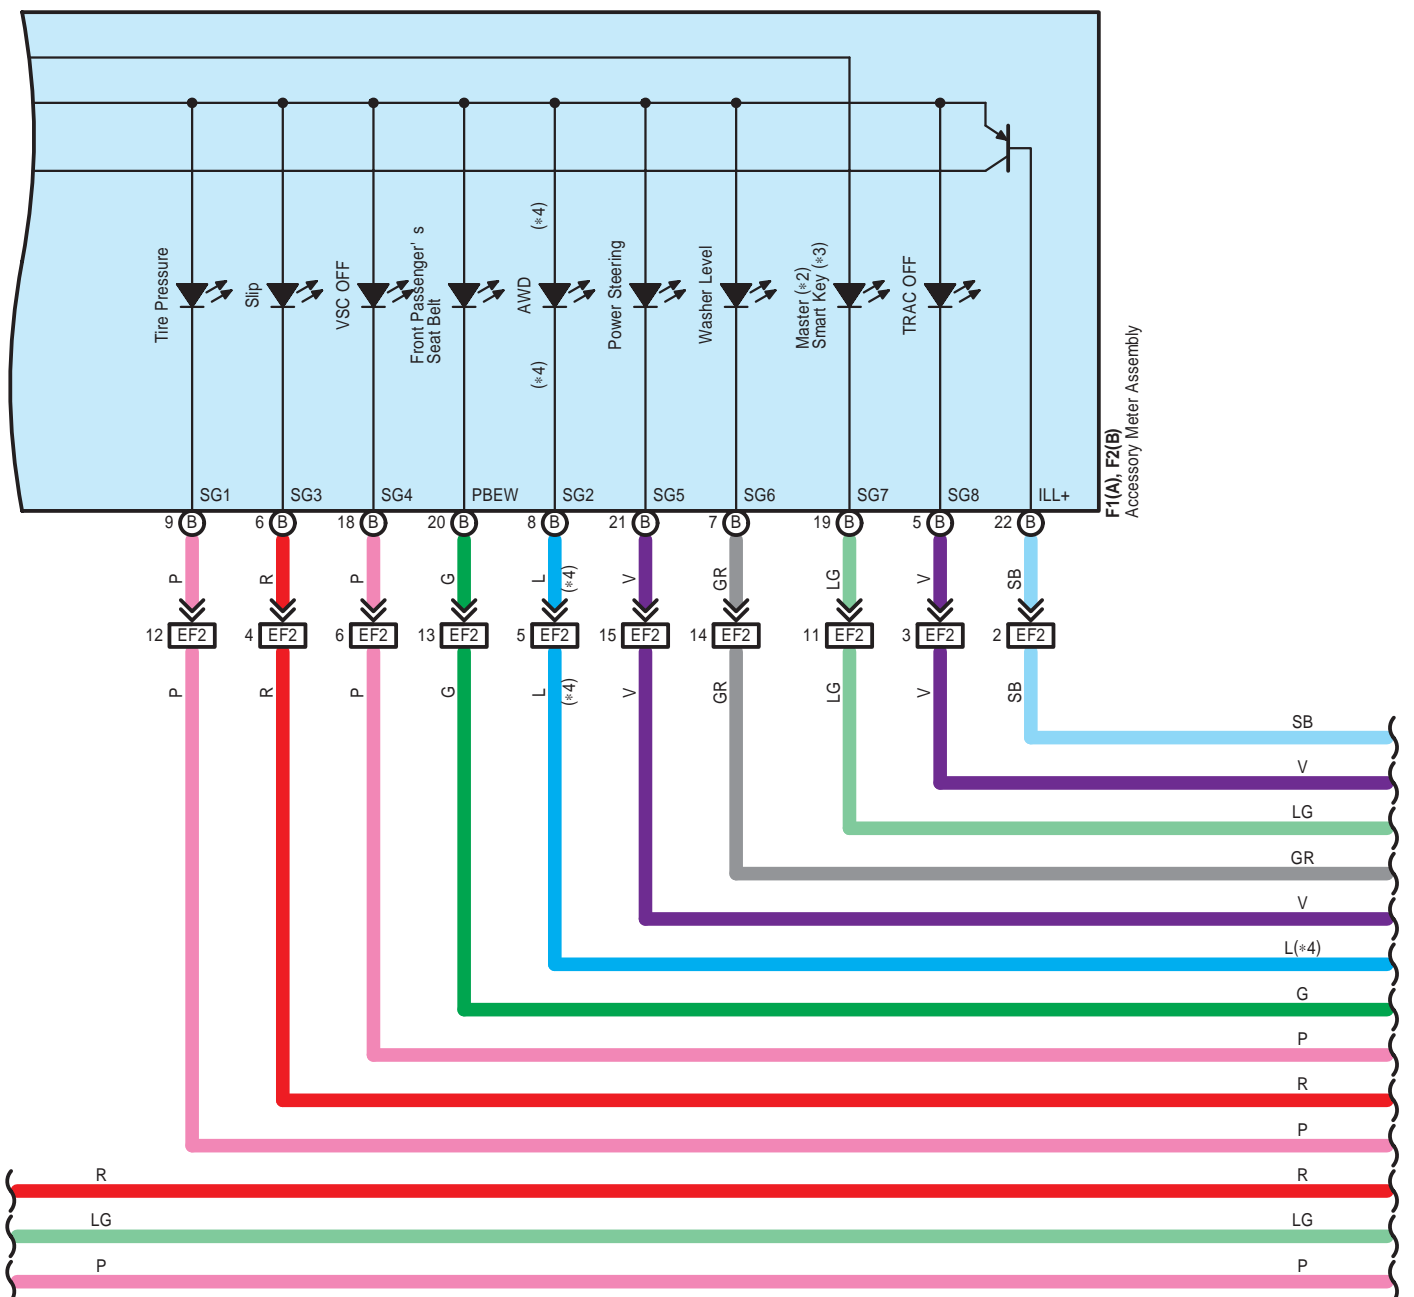 Tire Pressure
Slip
VSC OFF
Front Passenger's
Seat Belt
(*4)
AWD
(*4)
Power Steering
Washer Level
Master (*2)
Smart Key (*3)
TRAC OFF
F1(A), F2(B)
Accessory Meter Assembly
SG1 SG3 SG4 PBEW SG2 SG5 SG6 SG7 SG8 ILL+
9 B 6 B 18 B 20 B 8 B 21 B 7 B 19 B 5 B 22 B
P R P G L (*4) V GR LG V SB
12 EF2 4 EF2 6 EF2 13 EF2 5 EF2 15 EF2 14 EF2 11 EF2 3 EF2 2 EF2
P R P G L (*4) V GR LG V SB
SB
V
LG
GR
V
L(*4)
G
P
R
P
R R
LG LG
P P